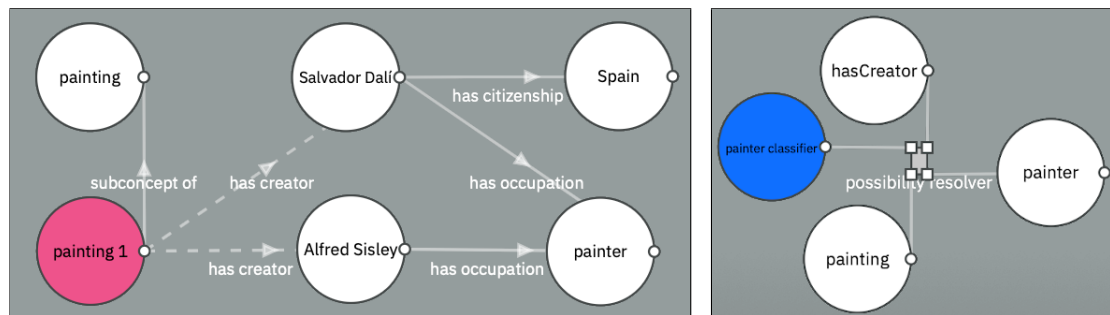 painting
Salvador Dalí
Spain
has citizenship
subconcept of
has creator
has occupation
painting 1
Alfred Sisley
painter
has creator
has occupation
hasCreator
painter classifier
possibility resolver
painter
painting